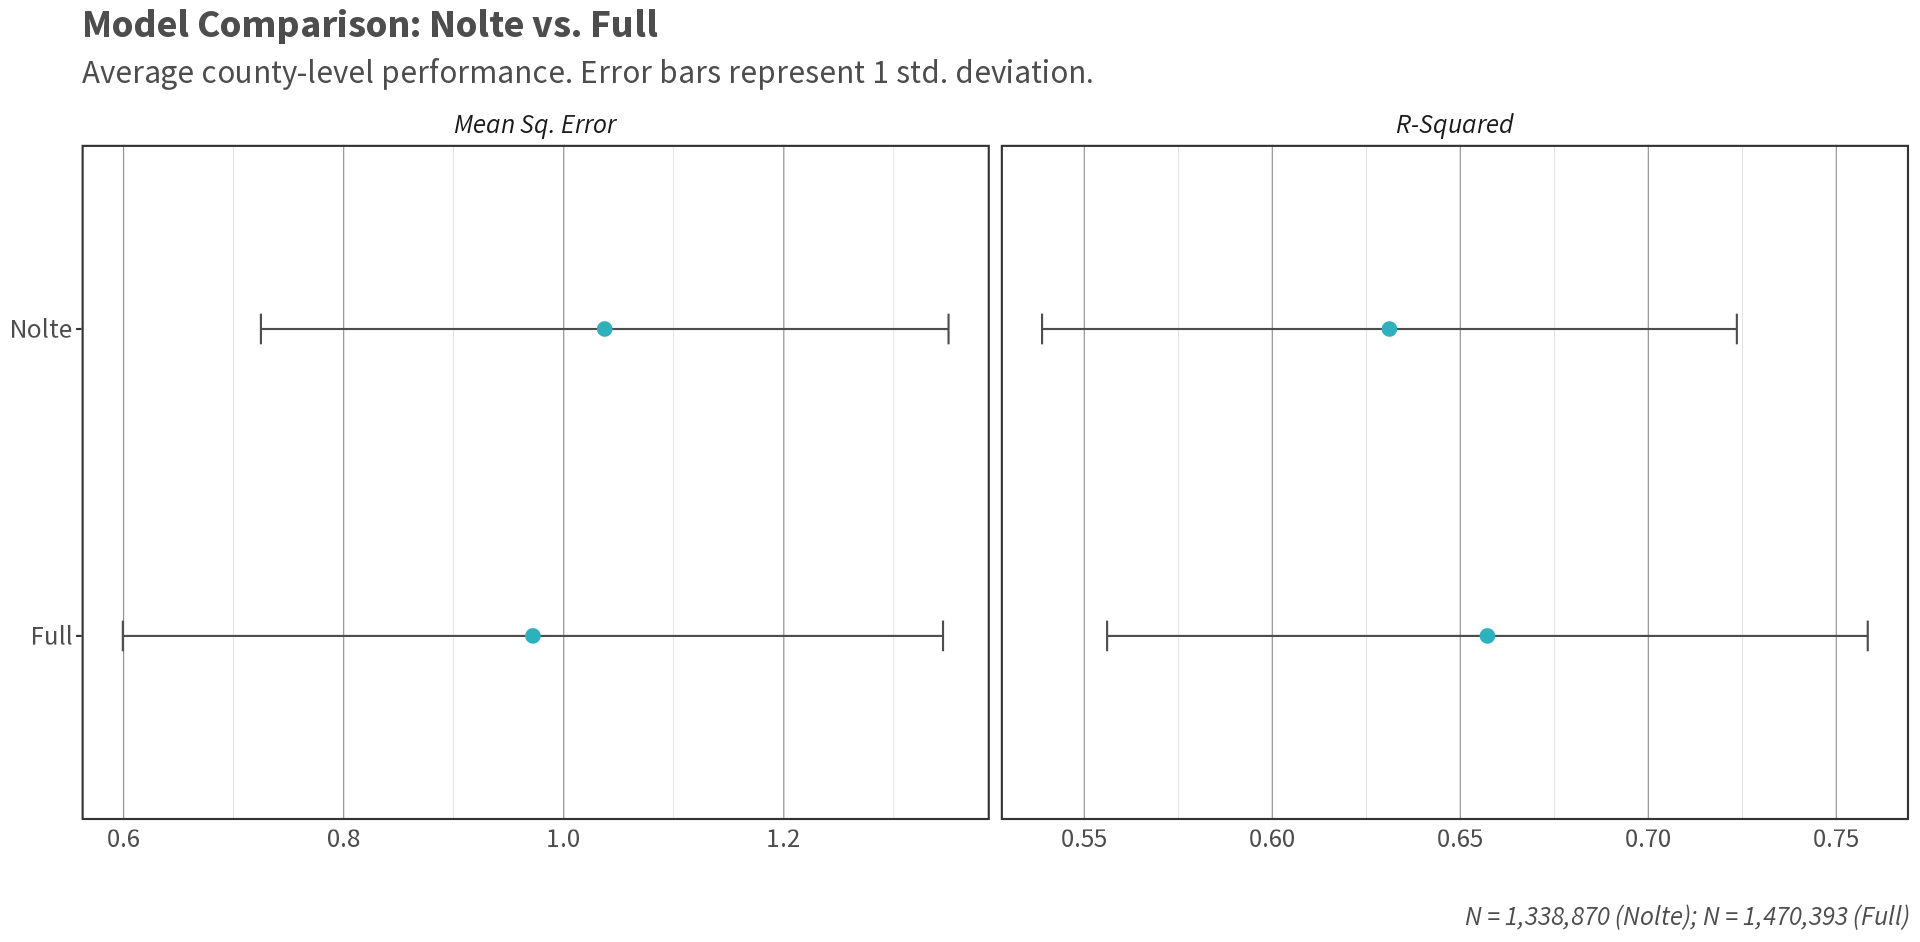 Model Comparison: Nolte vs. Full
Average county-level performance. Error bars represent 1 std. deviation.
Mean Sq. Error
R-Squared
Nolte
Full
0.6 0.8 1.0 1.2
0.55 0.60 0.65 0.70 0.75
N = 1,338,870 (Nolte); N = 1,470,393 (Full)